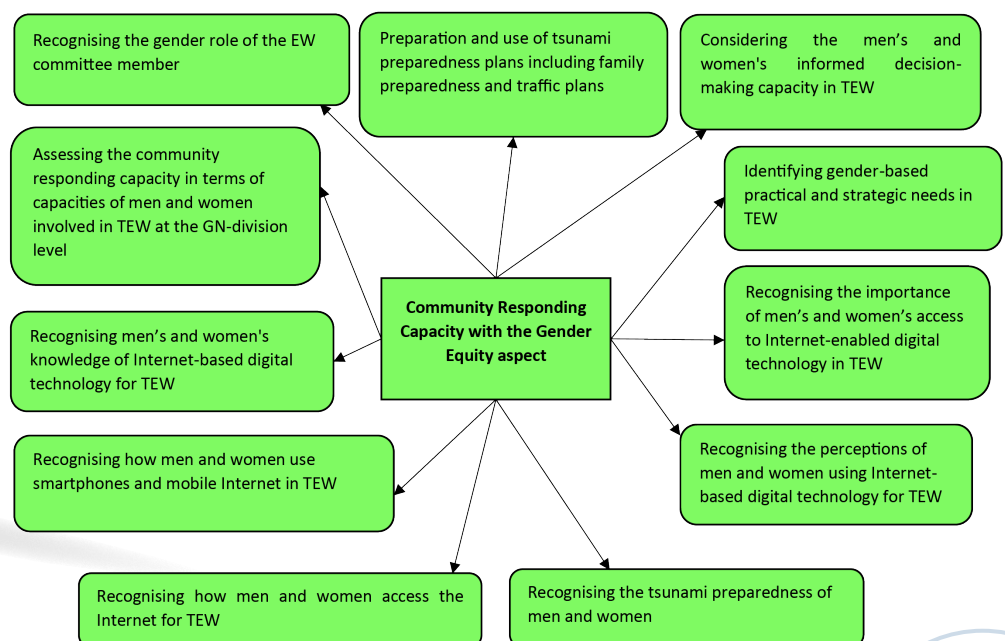 Recognising the gender role of the EW
committee member
Preparation and use of tsunami
preparedness plans including family
preparedness and traffic plans
Considering the men’s and
women's informed decision-
making capacity in TEW
Assessing the community
responding capacity in terms of
capacities of men and women
involved in TEW at the GN-division
level
Identifying gender-based
practical and strategic needs in
TEW
Community Responding
Capacity with the Gender
Equity aspect
Recognising the importance
of men’s and women’s access
to Internet-enabled digital
technology in TEW
Recognising men’s and women's
knowledge of Internet-based digital
technology for TEW
Recognising the perceptions of
men and women using Internet-
based digital technology for TEW
Recognising how men and women use
smartphones and mobile Internet in TEW
Recognising how men and women access the
Internet for TEW
Recognising the tsunami preparedness of
men and women